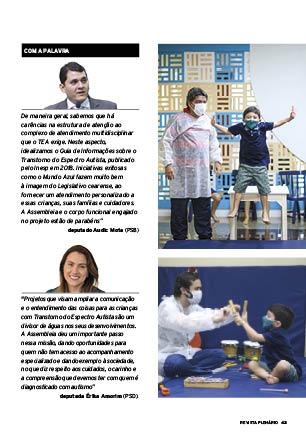 COM A PALAVRA
De maneira geral, sabemos que há
carências na estrutura de atenção ao
complexo de atendimento multidisciplinar
que o TEA exige. Neste aspecto,
idealizamos o Guia de Informações sobre o
Transtorno do Espectro Autista, publicado
pelo Inesp em 2018. Iniciativas exitosas
como o Mundo Azul fazem muito bem
à imagem do Legislativo cearense, ao
fornecer um atendimento personalizado a
essas crianças, suas famílias e cuidadores.
A Assembleia e o corpo funcional engajado
no projeto estão de parabéns."
deputado Audic Mota (PSB)
"Projetos que visam ampliar a comunicação
e o entendimento das coisas para as crianças
com Transtorno do Espectro Autista são um
divisor de águas nos seus desenvolvimentos.
A Assembleia deu um importante passo
nessa missão, dando oportunidades para
quem não tem acesso ao acompanhamento
especializado e dando exemplo à sociedade,
no que diz respeito aos cuidados, o carinho e
a compreensão que devemos ter com quem é
diagnosticado com autismo"
deputada Érika Amorim (PSD)
REVISTA PLENÁRIO 43